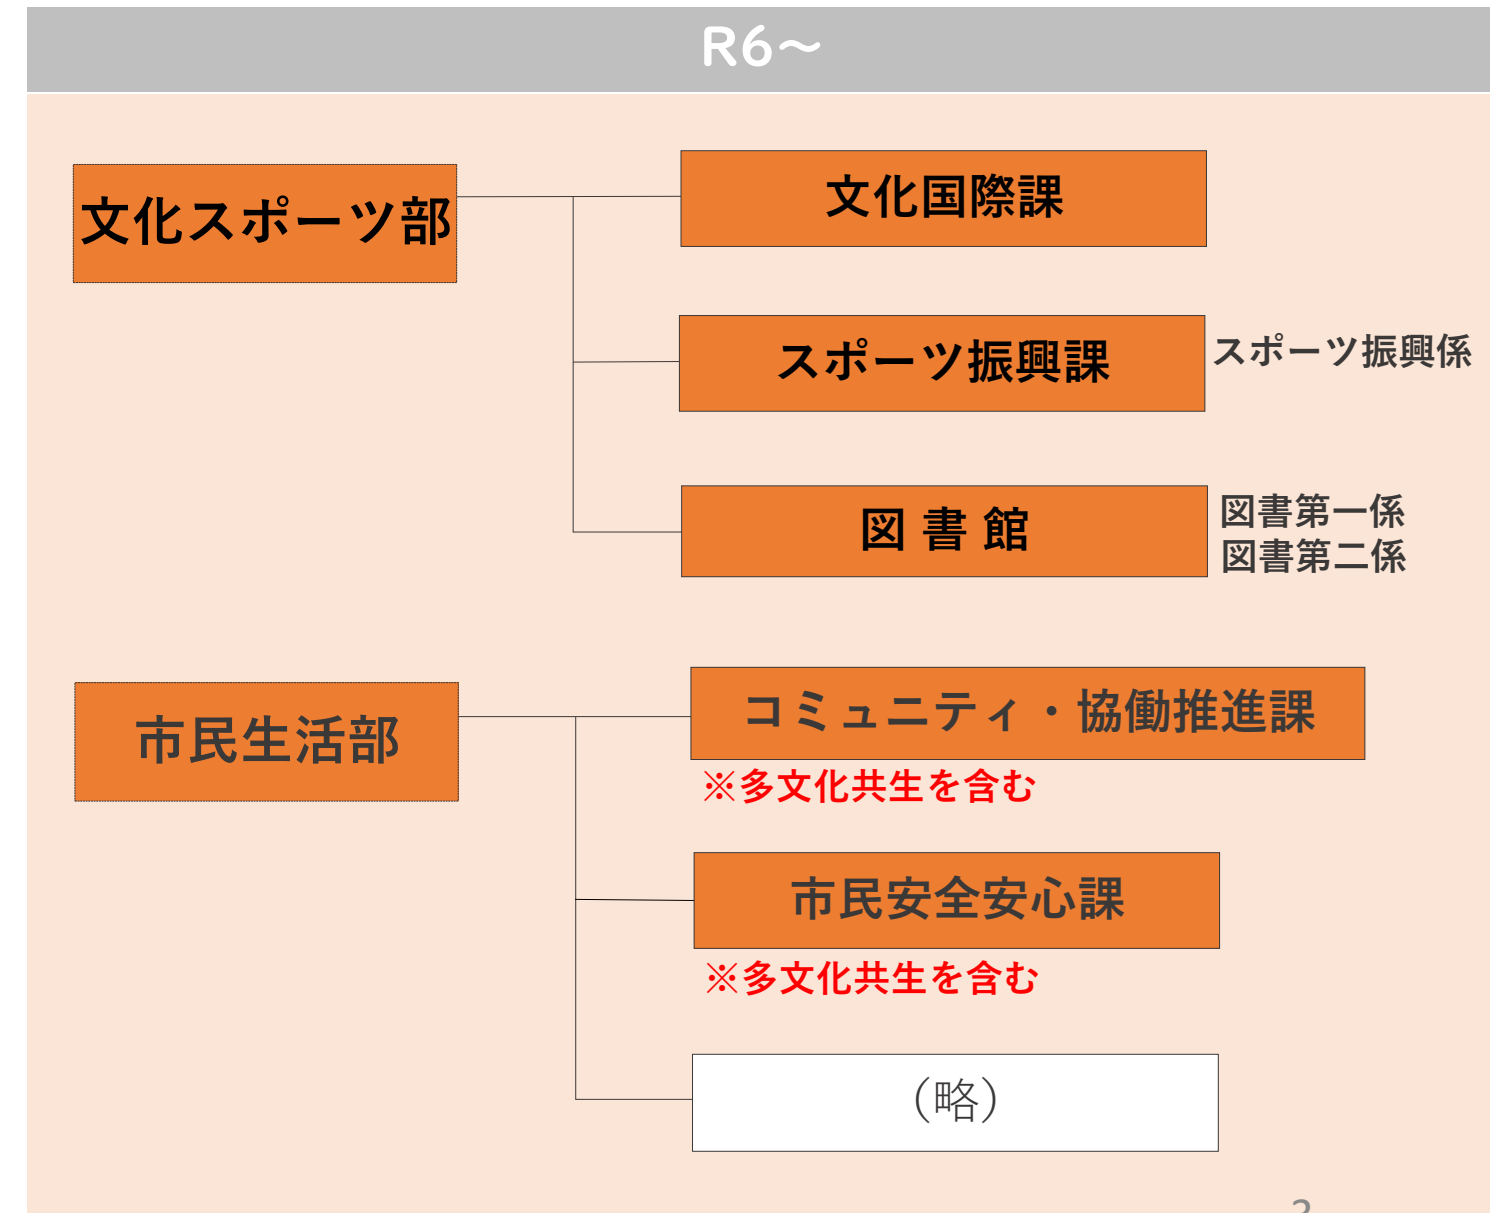 R6～
文化スポーツ部
文化国際課
スポーツ振興課
スポーツ振興係
図書館
図書第一係
図書第二係
市民生活部
コミュニティ・協働推進課
※多文化共生を含む
市民安全安心課
※多文化共生を含む
（略）